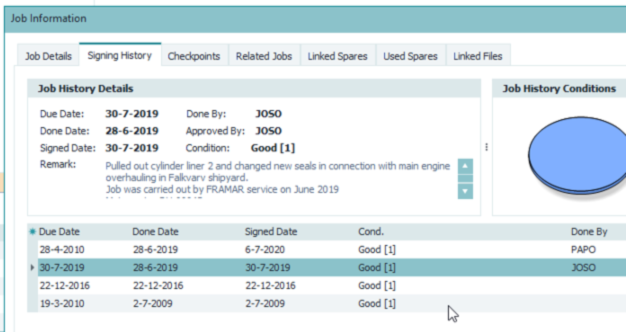 Job Information
Job Details Signing History Checkpoints Related Jobs Linked Spares Used Spares Linked Files
Job History Details
Job History Conditions
Due Date: 30-7-2019 Done By: JOSO
Done Date: 28-6-2019 Approved By: JOSO
Signed Date: 30-7-2019 Condition: Good [1]
Remark: Pulled out cylinder liner 2 and changed new seals in connection with main engine
overhauling in Falkvarv shipyard.
Job was carried out by FRAMAR service on June 2019
Due Date Done Date Signed Date Cond. Done By
28-4-2010 28-6-2019 6-7-2020 Good [1] PAPO
30-7-2019 28-6-2019 30-7-2019 Good [1] JOSO
22-12-2016 22-12-2016 22-12-2016 Good [1]
19-3-2010 2-7-2009 2-7-2009 Good [1]